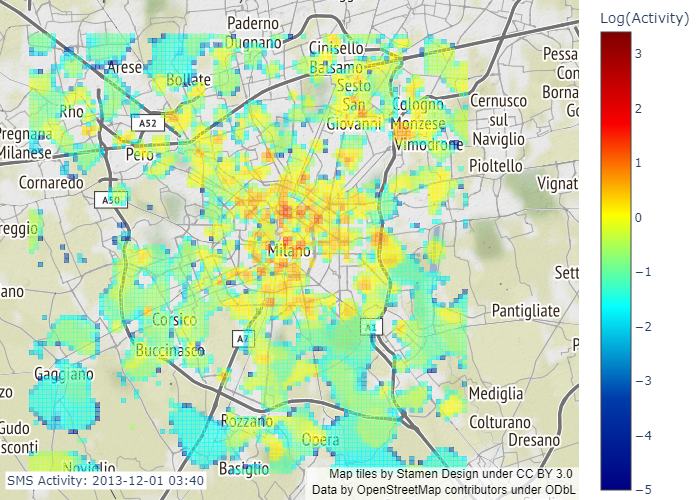 Log(Activity)
3
2
1
0
−1
−2
−3
−4
−5
Paderno
Dugnano
Cinisello
Balsamo
Arese
Bollate
Sesto
San
Giovanni
Cologno
Monzese
Vimodrone
Cernusco
sul
Naviglio
Pessa
Con
Borna
Go
Rho
A52
Pregnana
Milanese
Pero
Pioltello
Cornaredo
A50
Vignat
reggio
Milano
Sett
ano
Pantigliate
Corsico
A7
A1
Buccinasco
P
Gaggiano
zo
Mediglia
Rozzano
Colturano
Gudo
Opera
Dresano
sconti
Noviglio
Basiglio
SMS Activity: 2013-12-01 03:40
Map tiles by Stamen Design under CC BY 3.0
Data by OpenStreetMap contributors under ODbL